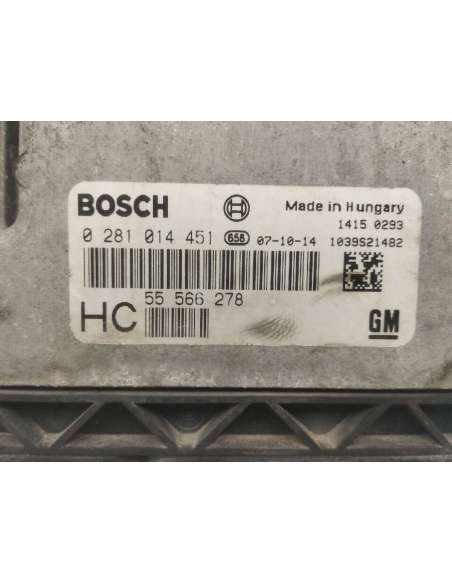 BOSCH
Made in Hungary
1415 0293
0 281 014 451 658 07-10-14 1039S21482
55 566 278
HC
GM